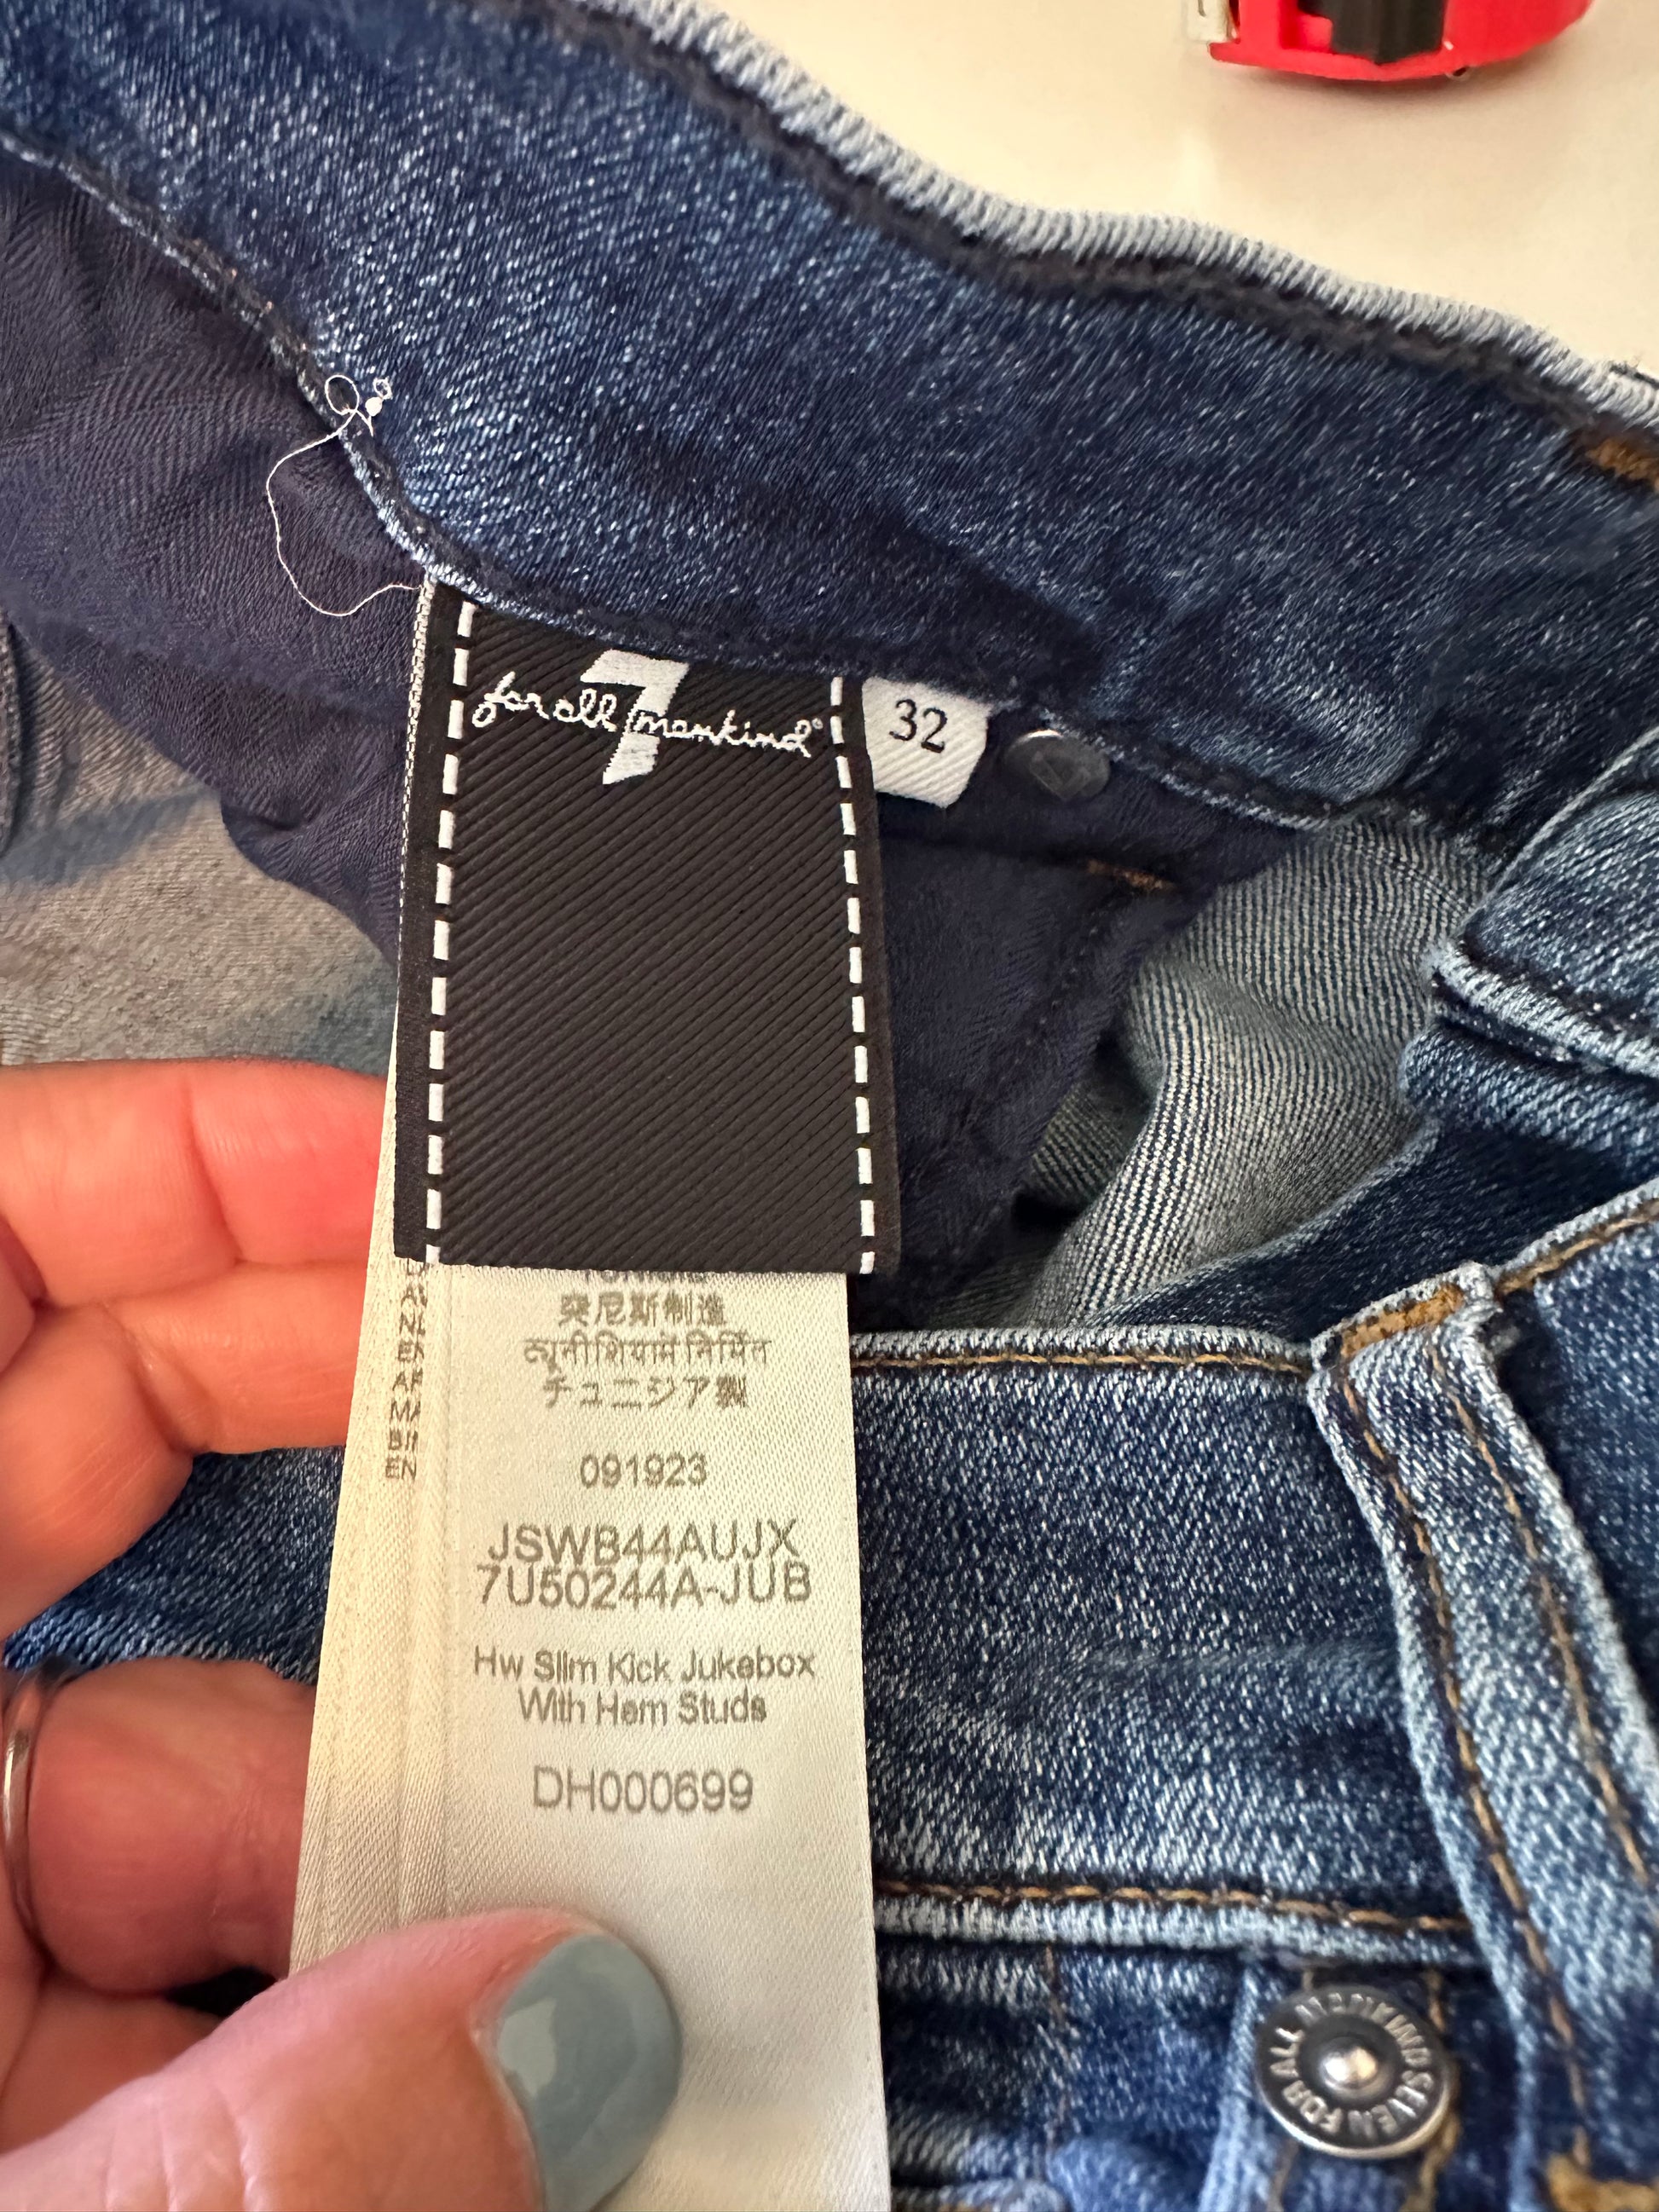 7
for all mankind®
32
突尼斯制造
ट्यूनीशिया में निर्मित
チュニジア製
091923
JSWB44AUJX
7U50244A-JUB
Hw Slim Kick Jukebox
With Hem Studs
DH000699
SEVEN FOR ALL MANKIND